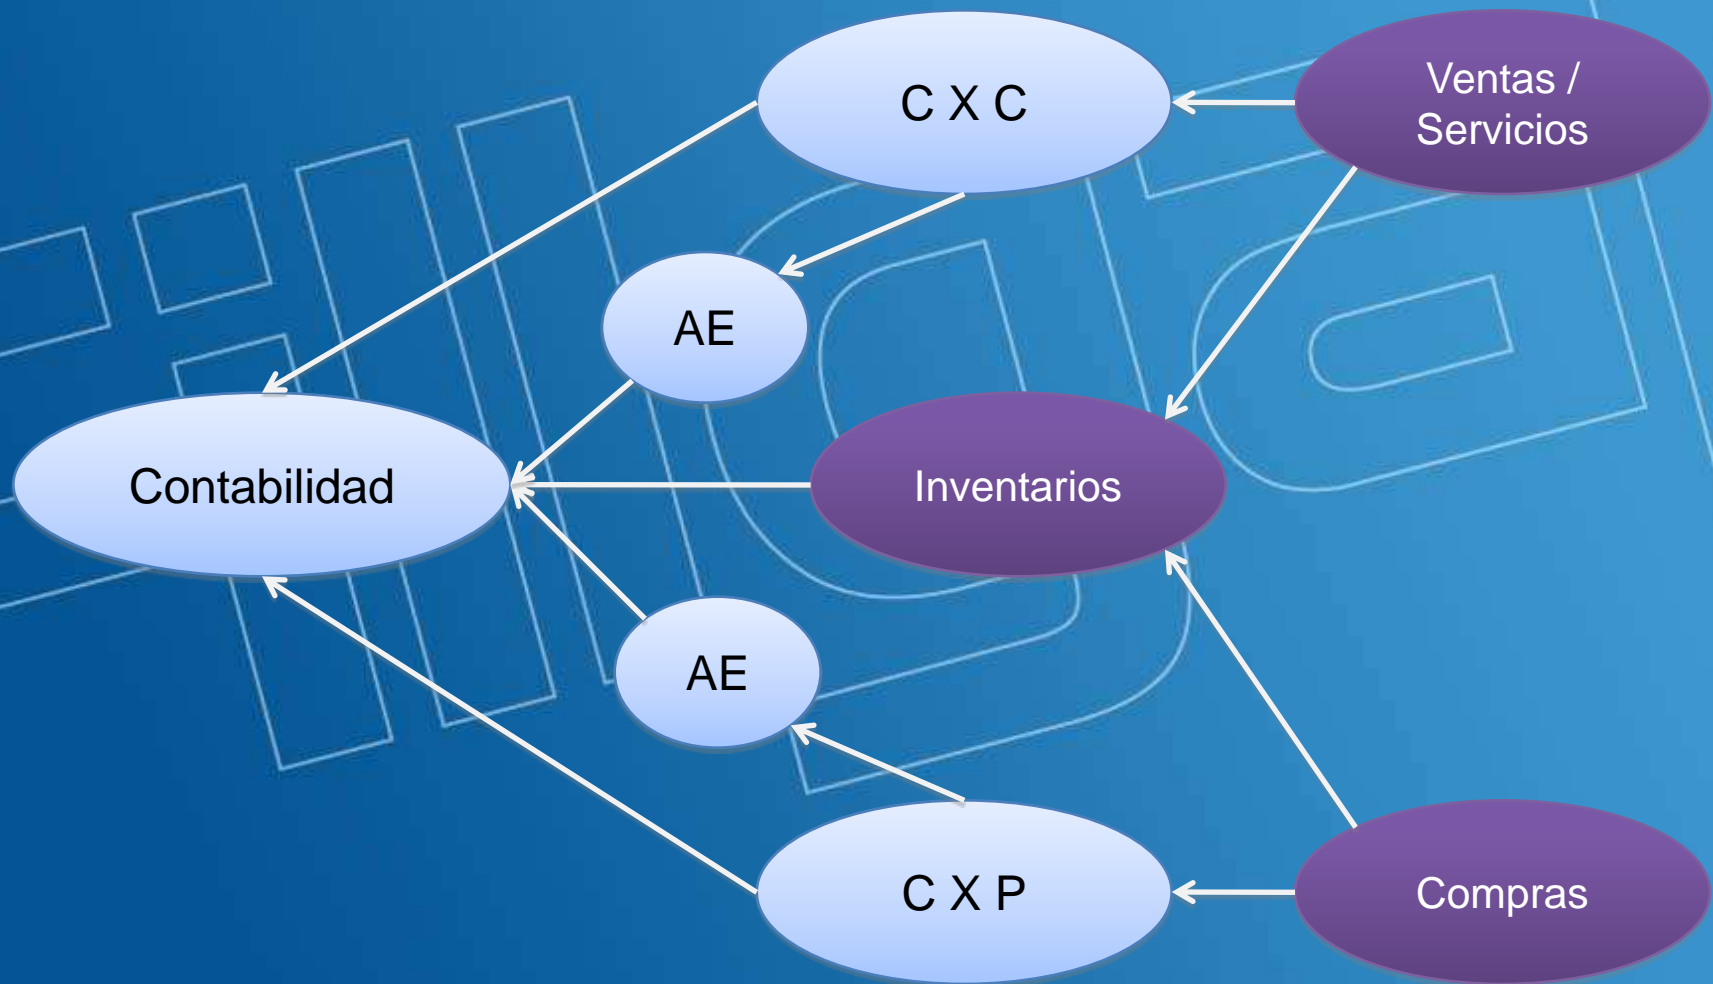 C X C
Ventas /
Servicios
AE
Contabilidad
Inventarios
AE
C X P
Compras